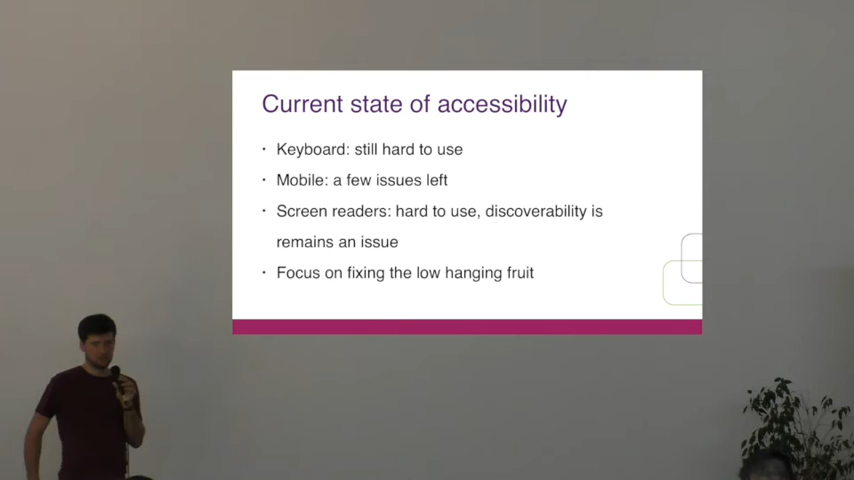 Current state of accessibility
· Keyboard: still hard to use
· Mobile: a few issues left
· Screen readers: hard to use, discoverability is
remains an issue
· Focus on fixing the low hanging fruit